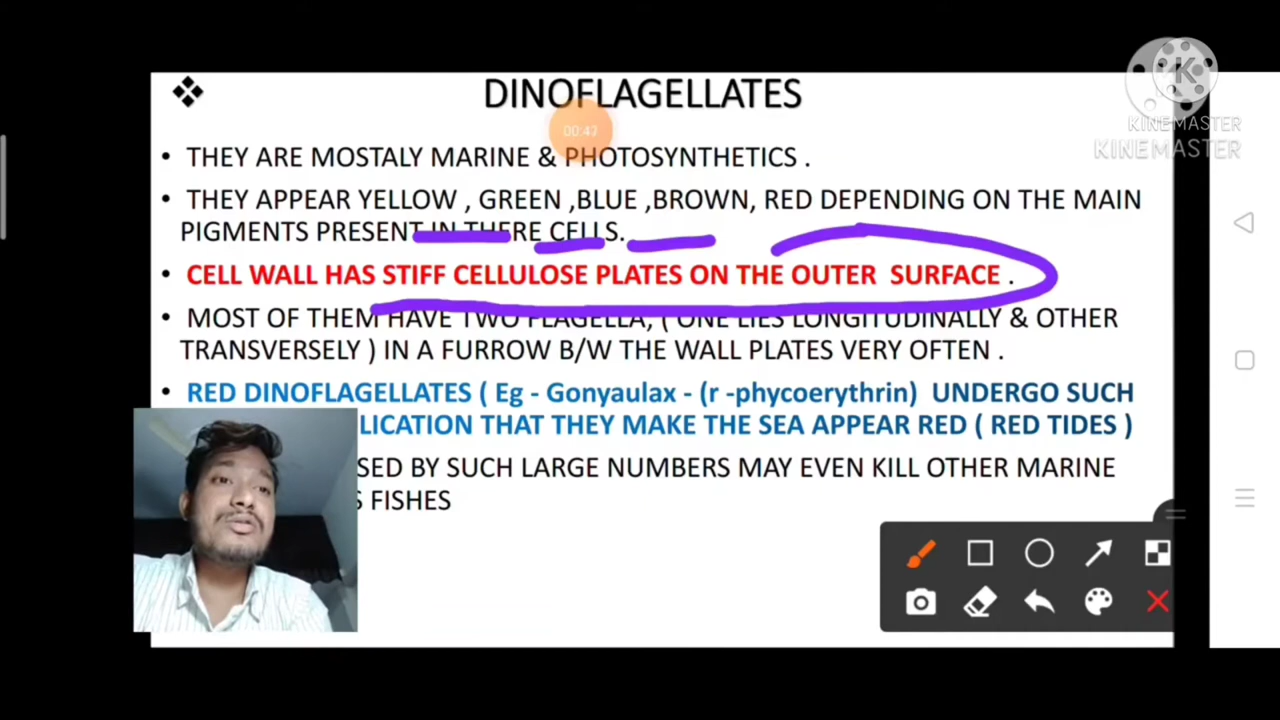 DINOFLAGELLATES
00:47
KINEMASTER
KINEMASTER
• THEY ARE MOSTALY MARINE & PHOTOSYNTHETICS .
• THEY APPEAR YELLOW , GREEN ,BLUE ,BROWN, RED DEPENDING ON THE MAIN
PIGMENTS PRESENT IN THERE CELLS.
• CELL WALL HAS STIFF CELLULOSE PLATES ON THE OUTER SURFACE .
• MOST OF THEM HAVE TWO FLAGELLA, ( ONE LIES LONGITUDINALLY & OTHER
TRANSVERSELY ) IN A FURROW B/W THE WALL PLATES VERY OFTEN .
• RED DINOFLAGELLATES ( Eg - Gonyaulax - (r -phycoerythrin) UNDERGO SUCH
LICATION THAT THEY MAKE THE SEA APPEAR RED ( RED TIDES )
SED BY SUCH LARGE NUMBERS MAY EVEN KILL OTHER MARINE
FISHES